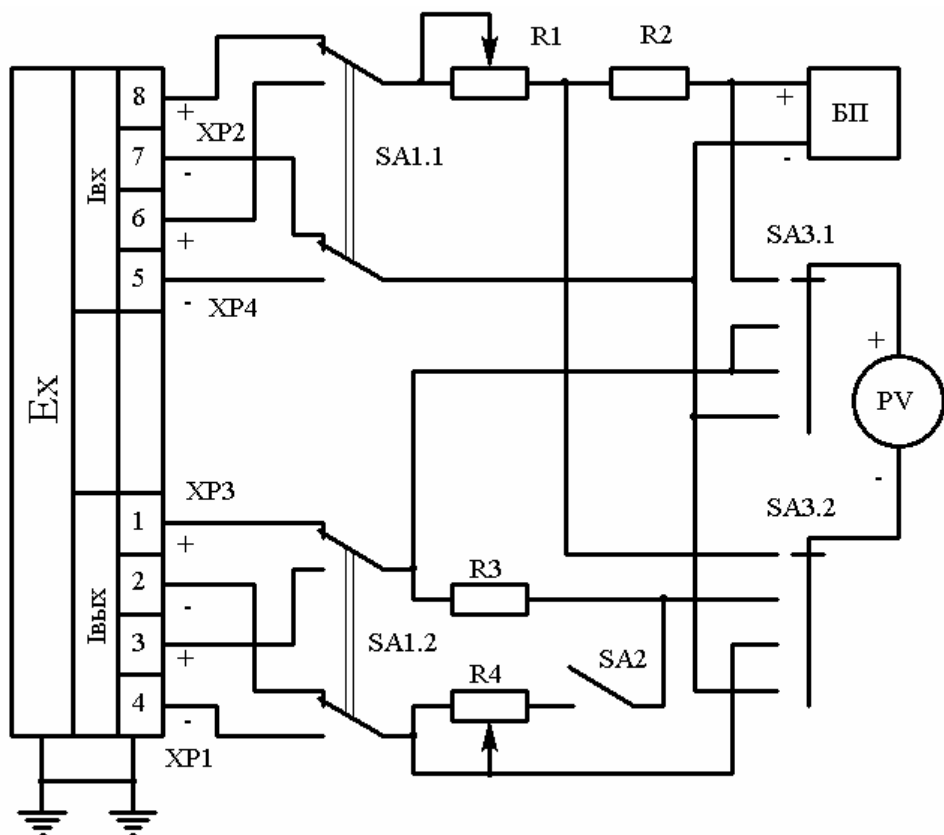 R1
R2
8
+
БП
+
-
XP2
7
-
SA1.1
Iвх
6
+
SA3.1
5
-
XP4
+
Ex
PV
-
XP3
SA3.2
1
+
R3
2
-
Iвых
3
+
SA1.2
SA2
R4
4
-
XP1